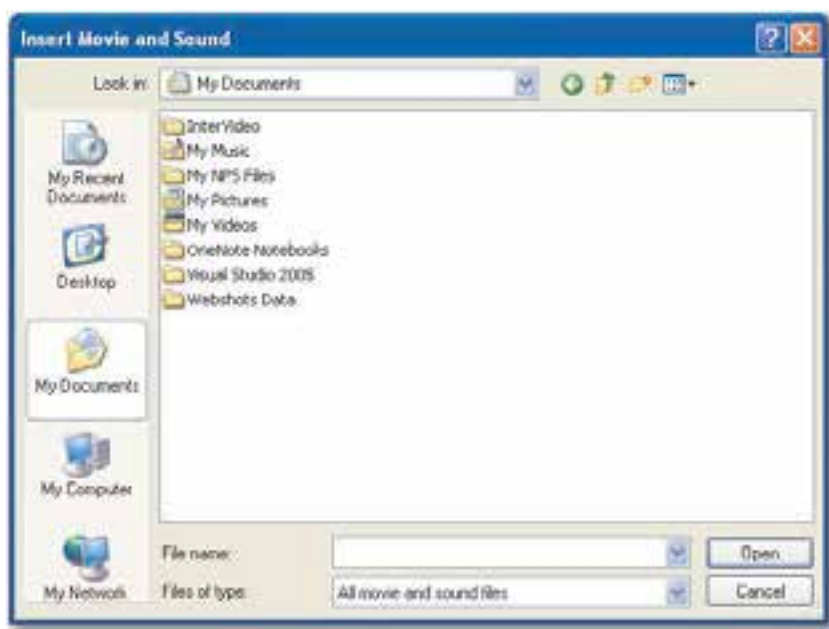 Insert Movie and Sound
Look in:
My Documents
My Recent
Documents
Desktop
My Documents
My Computer
My Network
InterVideo
My Music
My NPS Files
My Pictures
My Videos
OneNote Notebooks
Visual Studio 2005
Webshots Data
File name:
Open
Files of type:
All movie and sound files
Cancel